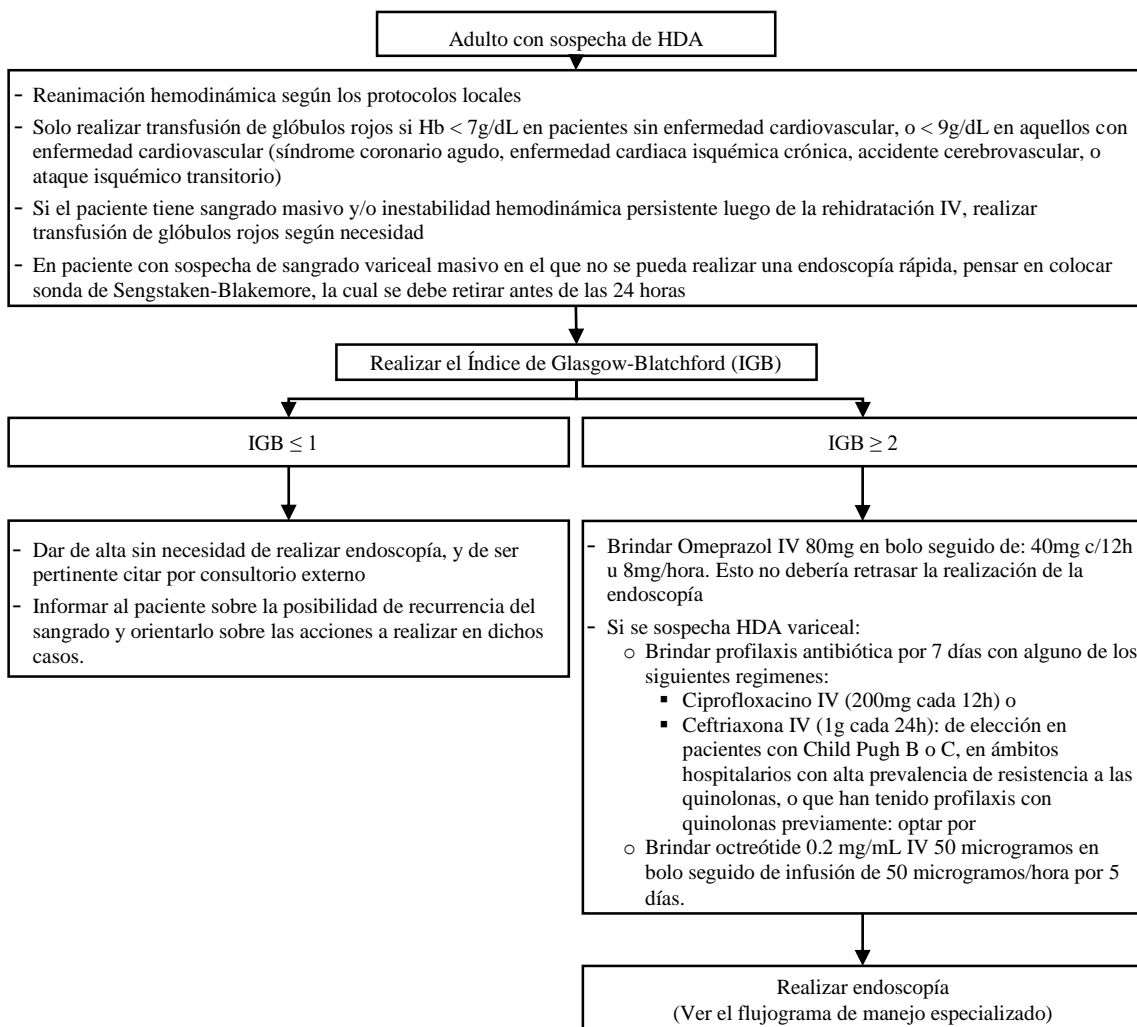 Adulto con sospecha de HDA
- Reanimación hemodinámica según los protocolos locales
- Solo realizar transfusión de glóbulos rojos si Hb < 7g/dL en pacientes sin enfermedad cardiovascular, o < 9g/dL en aquellos con
enfermedad cardiovascular (síndrome coronario agudo, enfermedad cardiaca isquémica crónica, accidente cerebrovascular, o
ataque isquémico transitorio)
- Si el paciente tiene sangrado masivo y/o inestabilidad hemodinámica persistente luego de la rehidratación IV, realizar
transfusión de glóbulos rojos según necesidad
- En paciente con sospecha de sangrado variceal masivo en el que no se pueda realizar una endoscopía rápida, pensar en colocar
sonda de Sengstaken-Blakemore, la cual se debe retirar antes de las 24 horas
Realizar el Índice de Glasgow-Blatchford (IGB)
IGB ≤ 1
- Dar de alta sin necesidad de realizar endoscopía, y de ser
pertinente citar por consultorio externo
- Informar al paciente sobre la posibilidad de recurrencia del
sangrado y orientarlo sobre las acciones a realizar en dichos
casos.
IGB ≥ 2
- Brindar Omeprazol IV 80mg en bolo seguido de: 40mg c/12h
u 8mg/hora. Esto no debería retrasar la realización de la
endoscopía
- Si se sospecha HDA variceal:
o Brindar profilaxis antibiótica por 7 días con alguno de los
siguientes regimenes:
▪ Ciprofloxacino IV (200mg cada 12h) o
▪ Ceftriaxona IV (1g cada 24h): de elección en
pacientes con Child Pugh B o C, en ámbitos
hospitalarios con alta prevalencia de resistencia a las
quinolonas, o que han tenido profilaxis con
quinolonas previamente: optar por
o Brindar octreótide 0.2 mg/mL IV 50 microgramos en
bolo seguido de infusión de 50 microgramos/hora por 5
días.
Realizar endoscopía
(Ver el flujograma de manejo especializado)